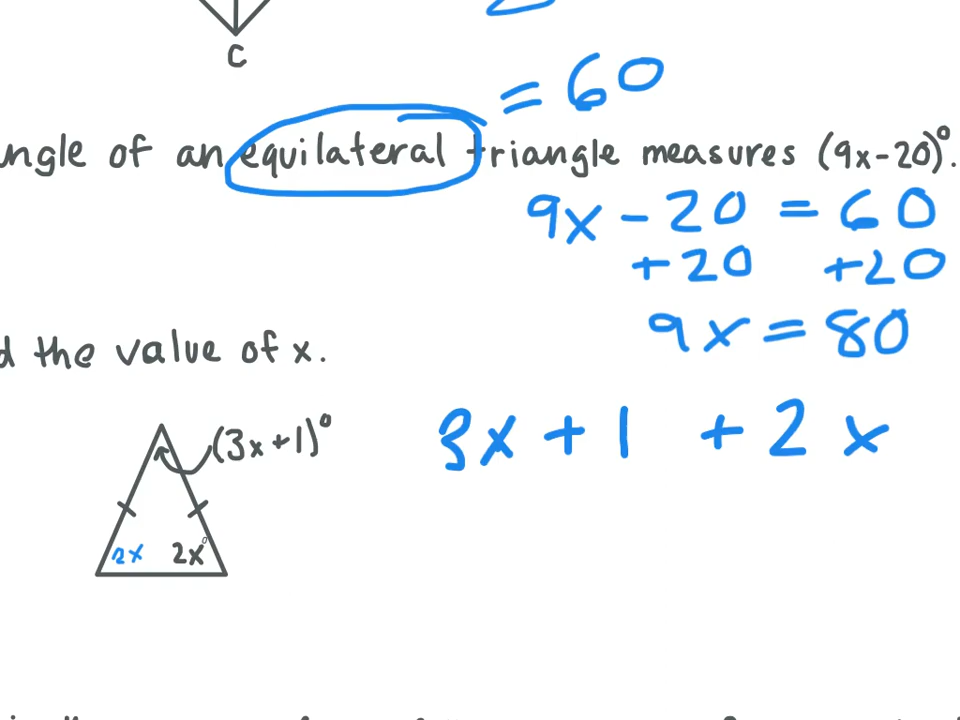 C
= 60
angle of an equilateral triangle measures (9x-20)°.
9x - 20 = 60
+20 +20
9x = 80
d the value of x.
(3x+1)°
3x + 1 + 2x
2x 2x°